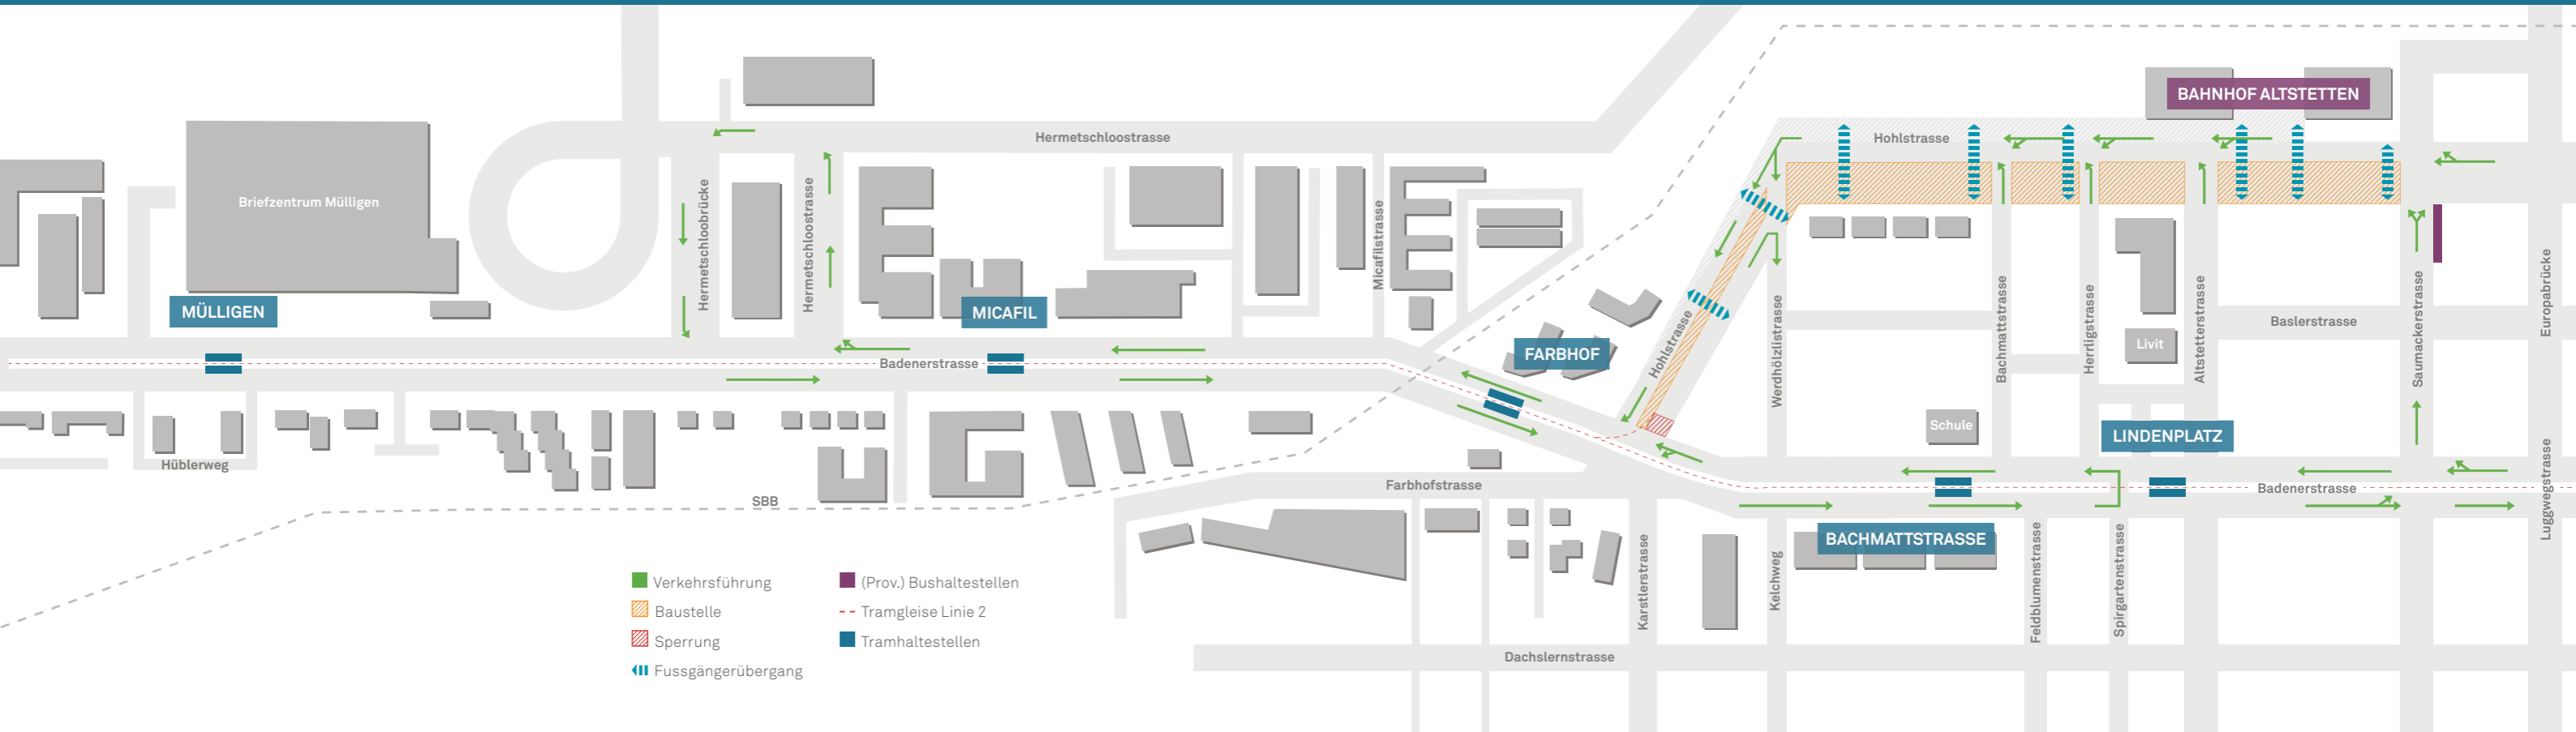 BAHNHOF ALTSTETTEN
Hermetschloostrasse
Hohlstrasse
Briefzentrum Mülligen
Hermetschloobrücke
Hermetschloostrasse
Micafilstrasse
MÜLLIGEN
MICAFIL
FARBHOF
Hohlstrasse
Werdhölzlistrasse
Bachmattstrasse
Herrligstrasse
Altstetterstrasse
Baslerstrasse
Saumackerstrasse
Europabrücke
Livit
Badenerstrasse
Schule
LINDENPLATZ
Hüblerweg
SBB
Farbhofstrasse
Badenerstrasse
Luggwegstrasse
BACHMATTSTRASSE
Karstlerstrasse
Kelchweg
Feldblumenstrasse
Spirgartenstrasse
Dachslernstrasse
Verkehrsführung
Baustelle
Sperrung
Fussgängerübergang
(Prov.) Bushaltestellen
Tramgleise Linie 2
Tramhaltestellen